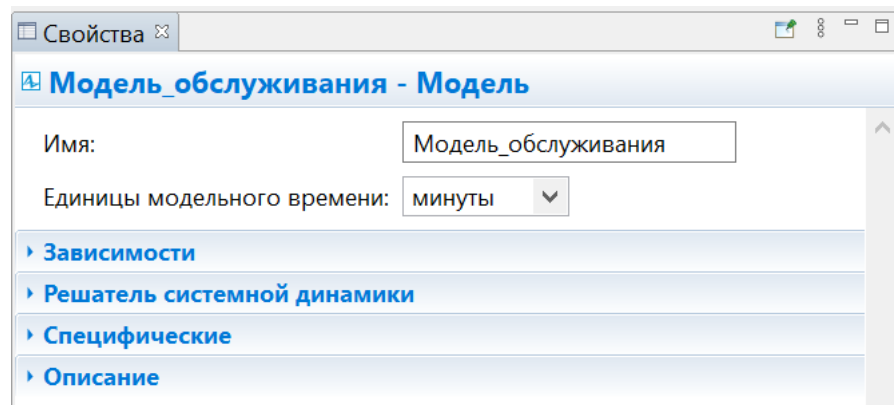 Свойства
Модель_обслуживания - Модель
Имя: Модель_обслуживания
Единицы модельного времени: минуты
Зависимости
Решатель системной динамики
Специфические
Описание